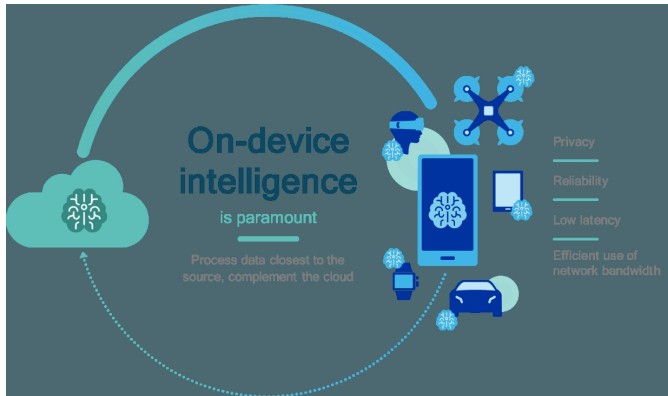 On-device
intelligence
is paramount
Process data closest to the
source, complement the cloud
Privacy
Reliability
Low latency
Efficient use of
network bandwidth